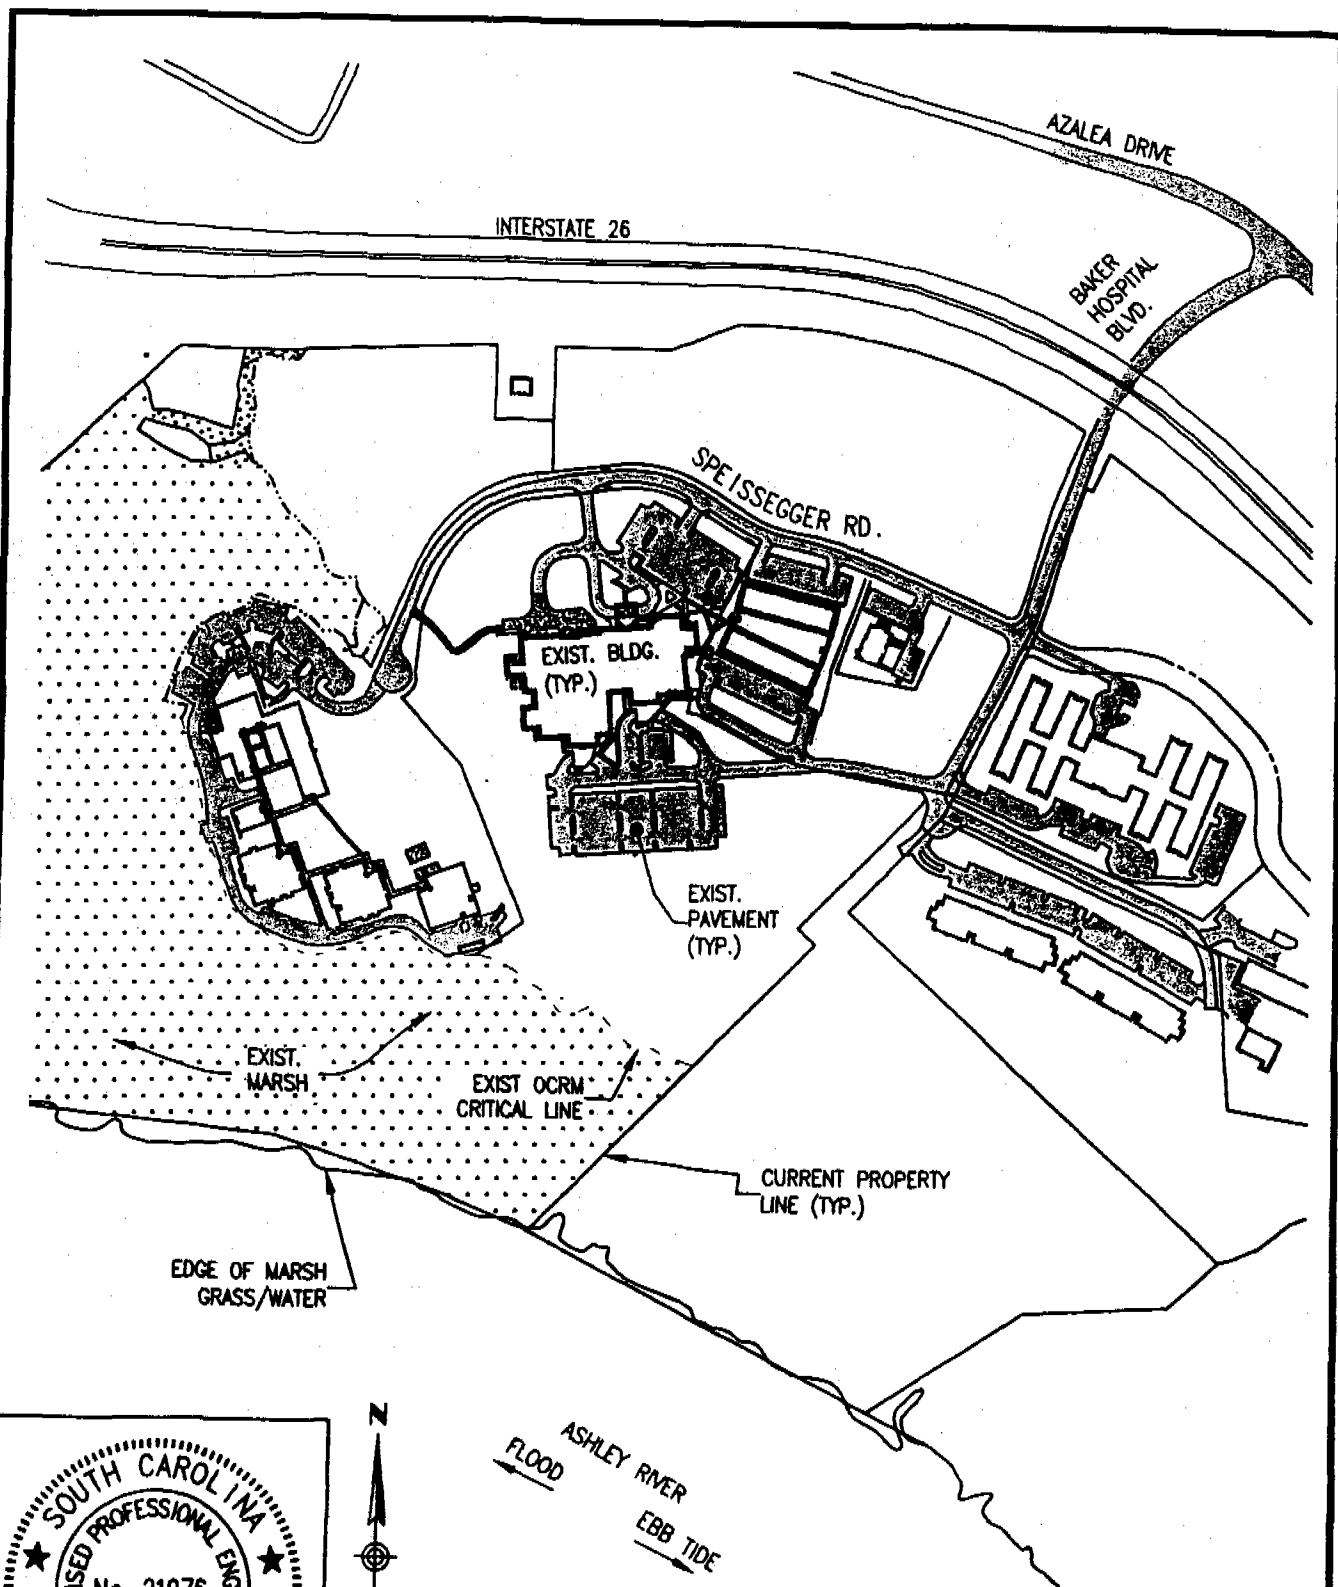 AZALEA DRIVE
INTERSTATE 26
BAKER
HOSPITAL
BLVD.
SPEISSEGGER RD.
EXIST. BLDG.
(TYP.)
EXIST.
PAVEMENT
(TYP.)
EXIST.
MARSH
EXIST OCRM
CRITICAL LINE
CURRENT PROPERTY
LINE (TYP.)
EDGE OF MARSH
GRASS/WATER
N
ASHLEY RIVER
FLOOD
EBB TIDE
SOUTH CAROLINA
PROFESSIONAL
No. 21976